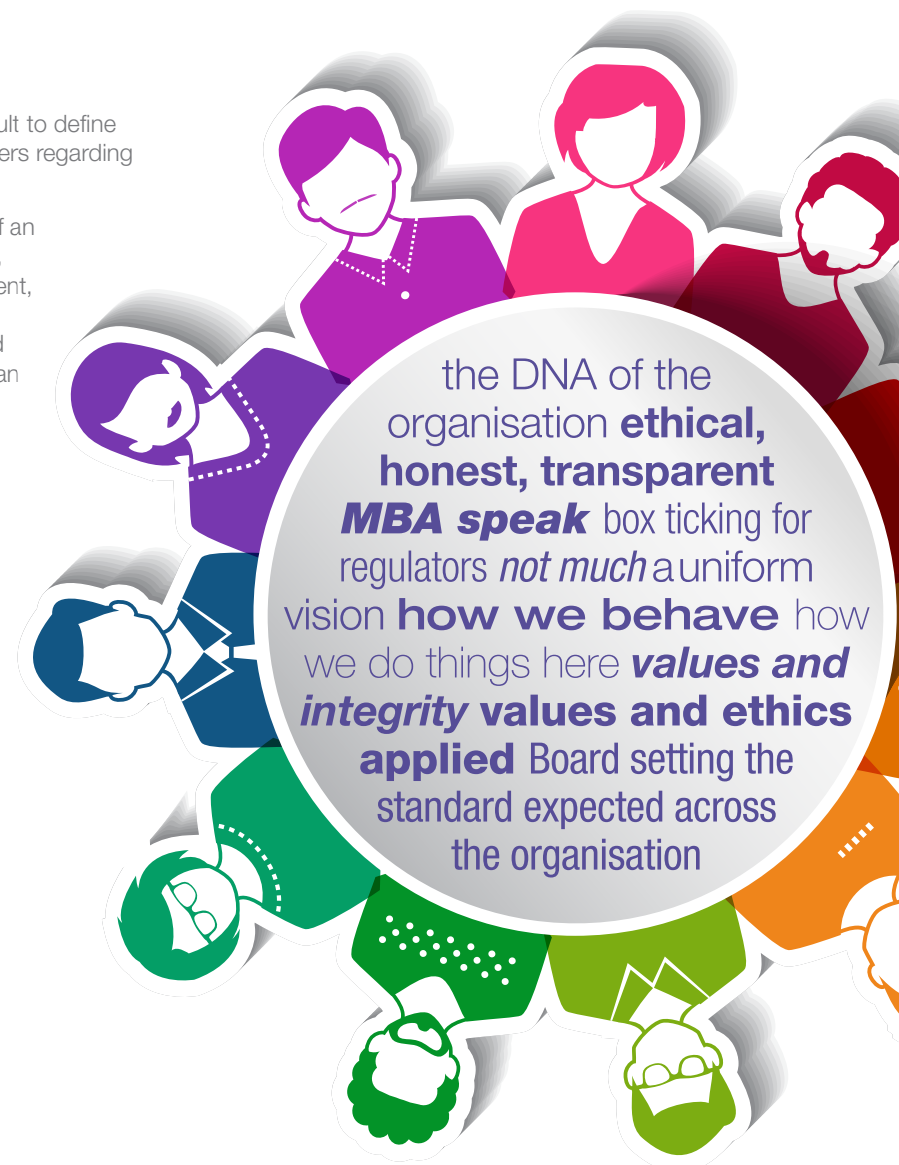 ult to define
ers regarding
f an
ent,
an
the DNA of the
organisation ethical,
honest, transparent
MBA speak box ticking for
regulators not much a uniform
vision how we behave how
we do things here values and
integrity values and ethics
applied Board setting the
standard expected across
the organisation